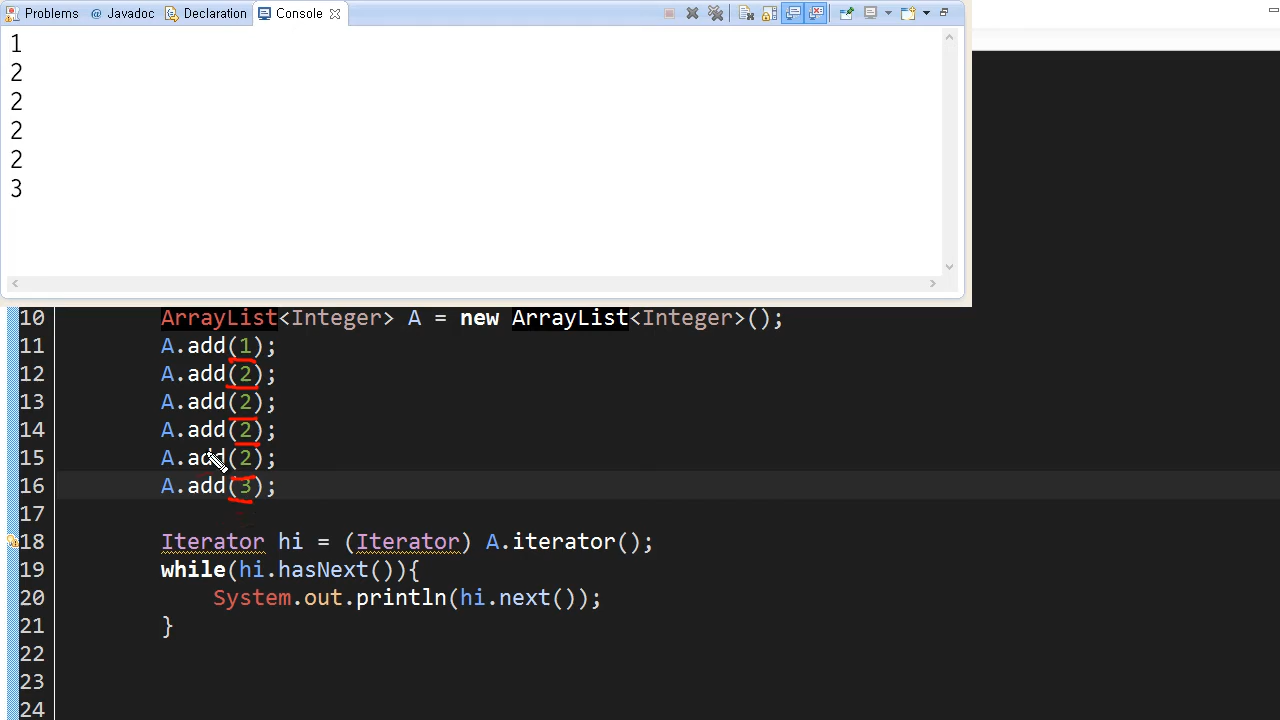 Problems @ Javadoc Declaration Console
1
2
2
2
2
3
10 ArrayList<Integer> A = new ArrayList<Integer>();
11 A.add(1);
12 A.add(2);
13 A.add(2);
14 A.add(2);
15 A.add(2);
16 A.add(3);
17
18 Iterator hi = (Iterator) A.iterator();
19 while(hi.hasNext()){
20 System.out.println(hi.next());
21 }
22
23
24